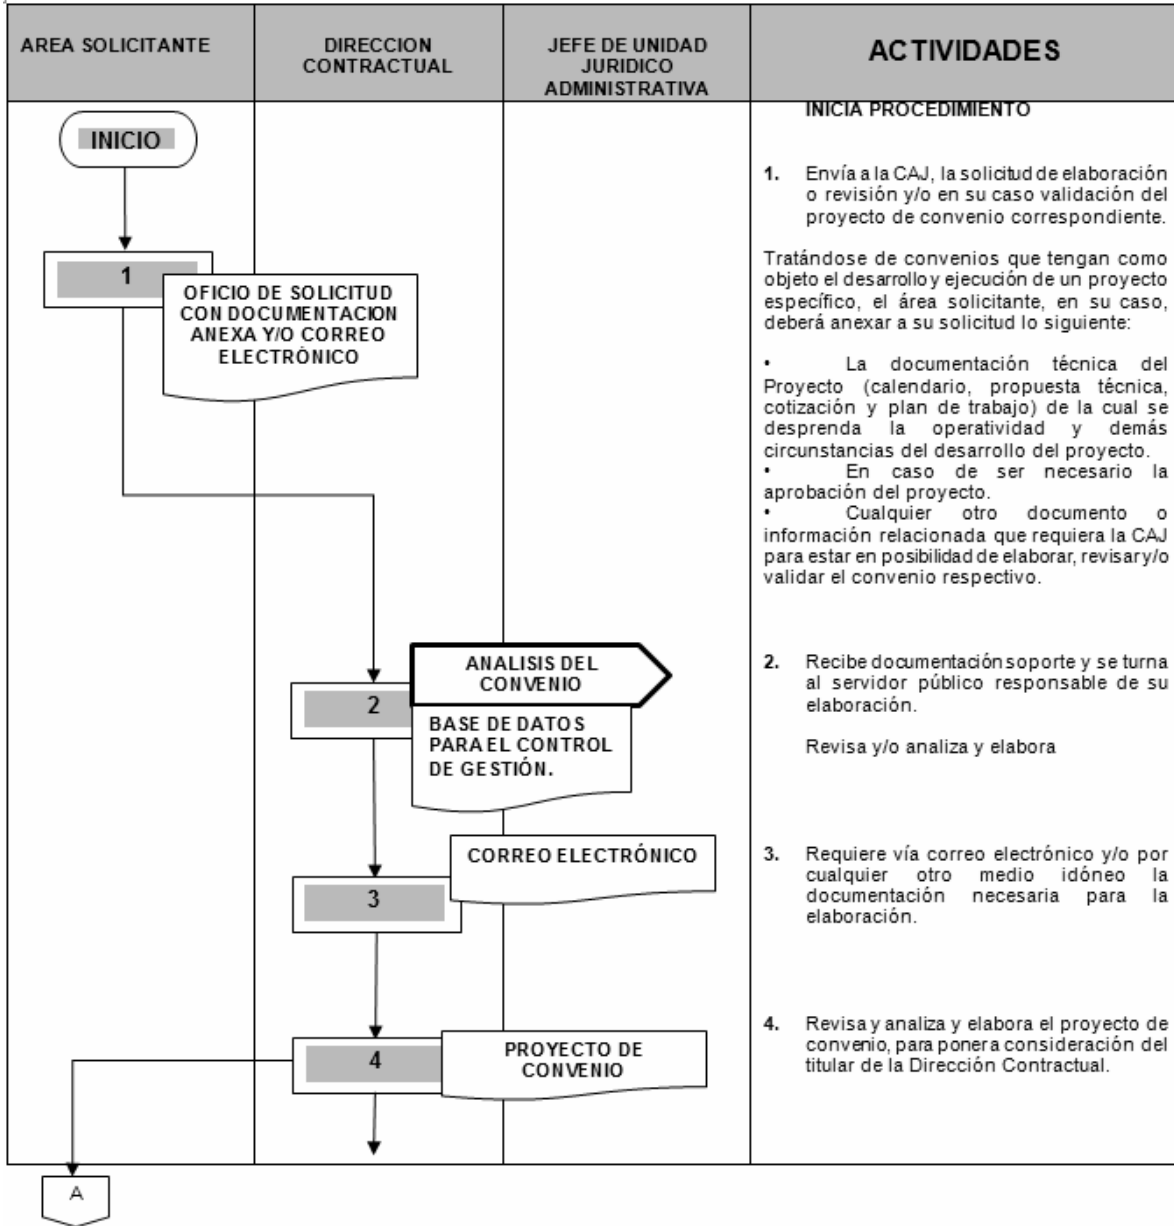 AREA SOLICITANTE
DIRECCION
CONTRACTUAL
JEFE DE UNIDAD
JURIDICO
ADMINISTRATIVA
ACTIVIDADES
INICIO
1
OFICIO DE SOLICITUD
CON DOCUMENTACION
ANEXA Y/O CORREO
ELECTRÓNICO
ANALISIS DEL
CONVENIO
2
BASE DE DATOS
PARA EL CONTROL
DE GESTIÓN.
CORREO ELECTRÓNICO
3
PROYECTO DE
CONVENIO
4
A
INICIA PROCEDIMIENTO
1. Envía a la CAJ, la solicitud de elaboración
o revisión y/o en su caso validación del
proyecto de convenio correspondiente.
Tratándose de convenios que tengan como
objeto el desarrollo y ejecución de un proyecto
específico, el área solicitante, en su caso,
deberá anexar a su solicitud lo siguiente:
• La documentación técnica del
Proyecto (calendario, propuesta técnica,
cotización y plan de trabajo) de la cual se
desprenda la operatividad y demás
circunstancias del desarrollo del proyecto.
• En caso de ser necesario la
aprobación del proyecto.
• Cualquier otro documento o
información relacionada que requiera la CAJ
para estar en posibilidad de elaborar, revisar y/o
validar el convenio respectivo.
2. Recibe documentación soporte y se turna
al servidor público responsable de su
elaboración.
Revisa y/o analiza y elabora
3. Requiere vía correo electrónico y/o por
cualquier otro medio idóneo la
documentación necesaria para la
elaboración.
4. Revisa y analiza y elabora el proyecto de
convenio, para poner a consideración del
titular de la Dirección Contractual.